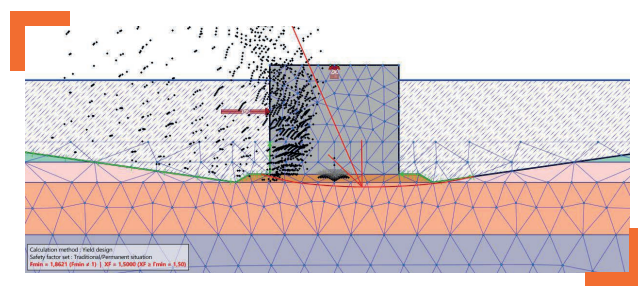 Calculation method : Yield design
Safety factor set : Traditional/Permanent situation
Fmin = 1,8621 (Fmin ≠ 1) | XF = 1,5000 (XF ± Γmin = 1,50)